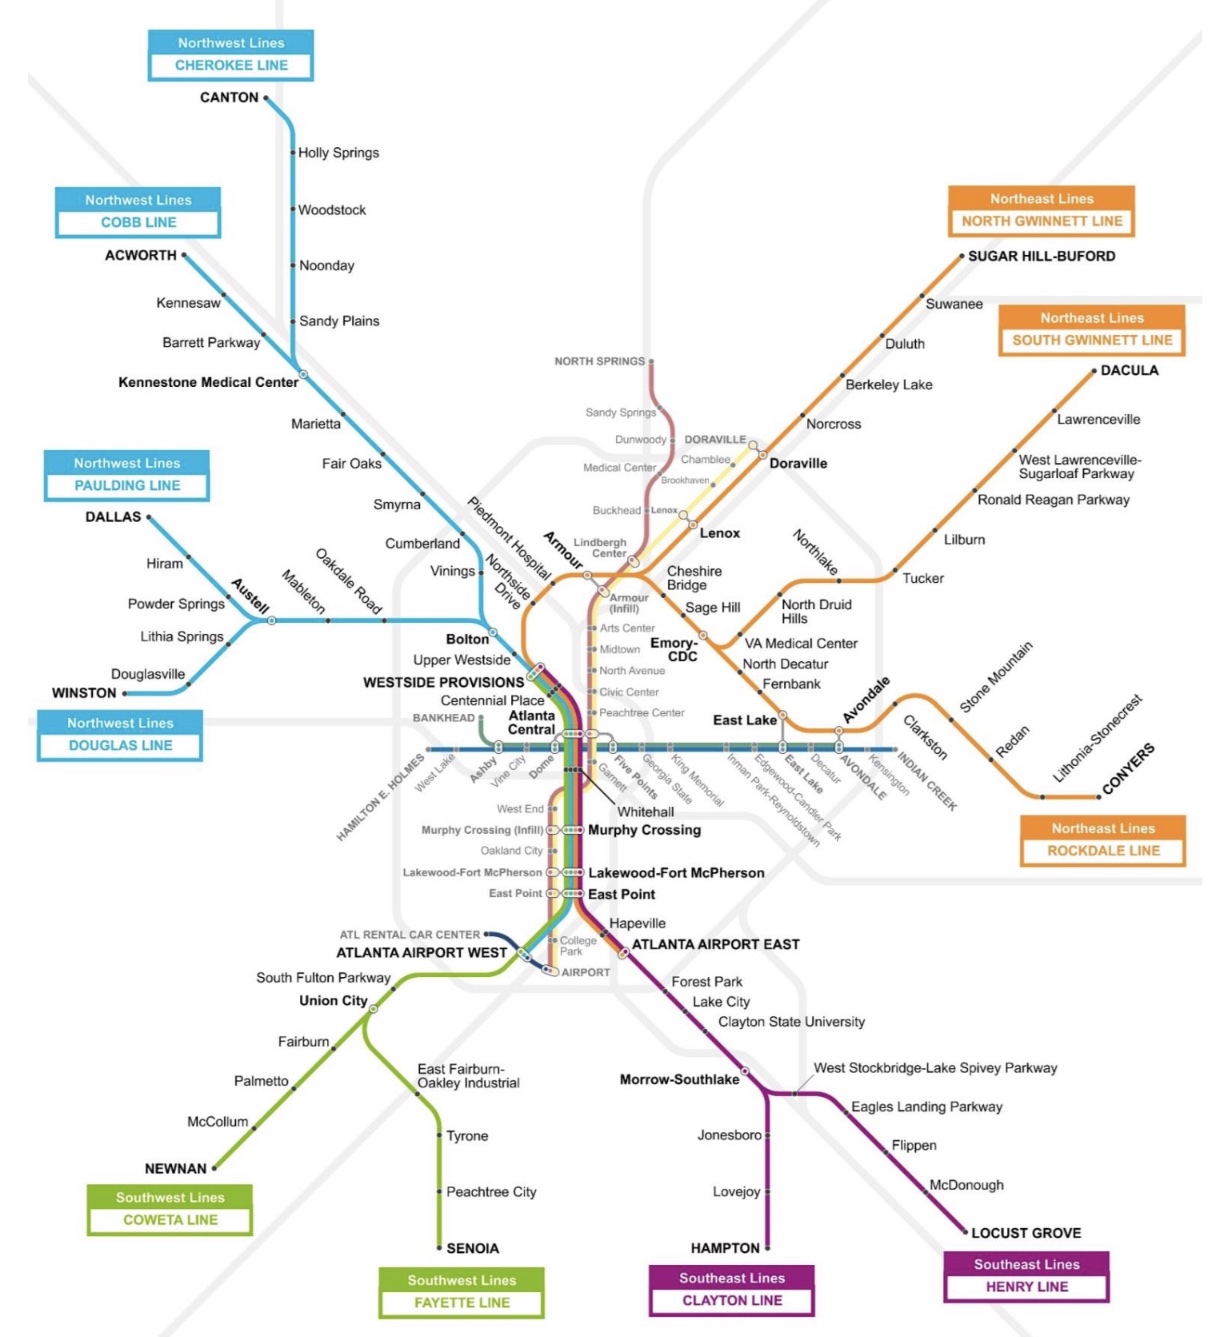 Northwest Lines
CHEROKEE LINE
CANTON
Holly Springs
Woodstock
Noonday
Sandy Plains
Northwest Lines
COBB LINE
ACWORTH
Kennesaw
Barrett Parkway
Kennestone Medical Center
Marietta
Fair Oaks
Smyrna
Cumberland
Vinings
Northwest Lines
PAULDING LINE
DALLAS
Hiram
Powder Springs
Lithia Springs
Douglasville
WINSTON
Northwest Lines
DOUGLAS LINE
Austell
Mableton
Oakdale Road
Bolton
Upper Westside
WESTSIDE PROVISIONS
Centennial Place
Atlanta
Central
Northside
Drive
Piedmont Hospital
Armour
Northeast Lines
NORTH GWINNETT LINE
SUGAR HILL-BUFORD
Suwanee
Duluth
Berkeley Lake
Norcross
Doraville
Lenox
Northeast Lines
SOUTH GWINNETT LINE
DACULA
Lawrenceville
West Lawrenceville-
Sugarloaf Parkway
Ronald Reagan Parkway
Lilburn
Tucker
Northlake
North Druid
Hills
VA Medical Center
Cheshire
Bridge
Sage Hill
Emory-
CDC
North Decatur
Fernbank
East Lake
Avondale
Clarkston
Stone Mountain
Redan
Lithonia-Stonecrest
CONYERS
Northeast Lines
ROCKDALE LINE
NORTH SPRINGS
Sandy Springs
Dunwoody
Medical Center
Buckhead
DORAVILLE
Chamblee
Brookhaven
Lenox
Lindbergh
Center
Armour
(Infill)
Arts Center
Midtown
North Avenue
Civic Center
Peachtree Center
BANKHEAD
HAMILTON E. HOLMES
West Lake
Ashby
Vine City
Dome
Five Points
Garnett
Georgia State
King Memorial
Inman Park-Reynoldstown
Edgewood-Candler Park
East Lake
Decatur
AVONDALE
Kensington
INDIAN CREEK
Whitehall
West End
Murphy Crossing (Infill)
Murphy Crossing
Oakland City
Lakewood-Fort McPherson
Lakewood-Fort McPherson
East Point
East Point
Hapeville
ATL RENTAL CAR CENTER
ATLANTA AIRPORT WEST
College
Park
AIRPORT
ATLANTA AIRPORT EAST
South Fulton Parkway
Union City
Fairburn
Palmetto
McCollum
NEWNAN
Southwest Lines
COWETA LINE
East Fairburn-
Oakley Industrial
Tyrone
Peachtree City
SENOIA
Southwest Lines
FAYETTE LINE
Forest Park
Lake City
Clayton State University
Morrow-Southlake
West Stockbridge-Lake Spivey Parkway
Eagles Landing Parkway
Flippen
McDonough
LOCUST GROVE
Southeast Lines
HENRY LINE
Jonesboro
Lovejoy
HAMPTON
Southeast Lines
CLAYTON LINE